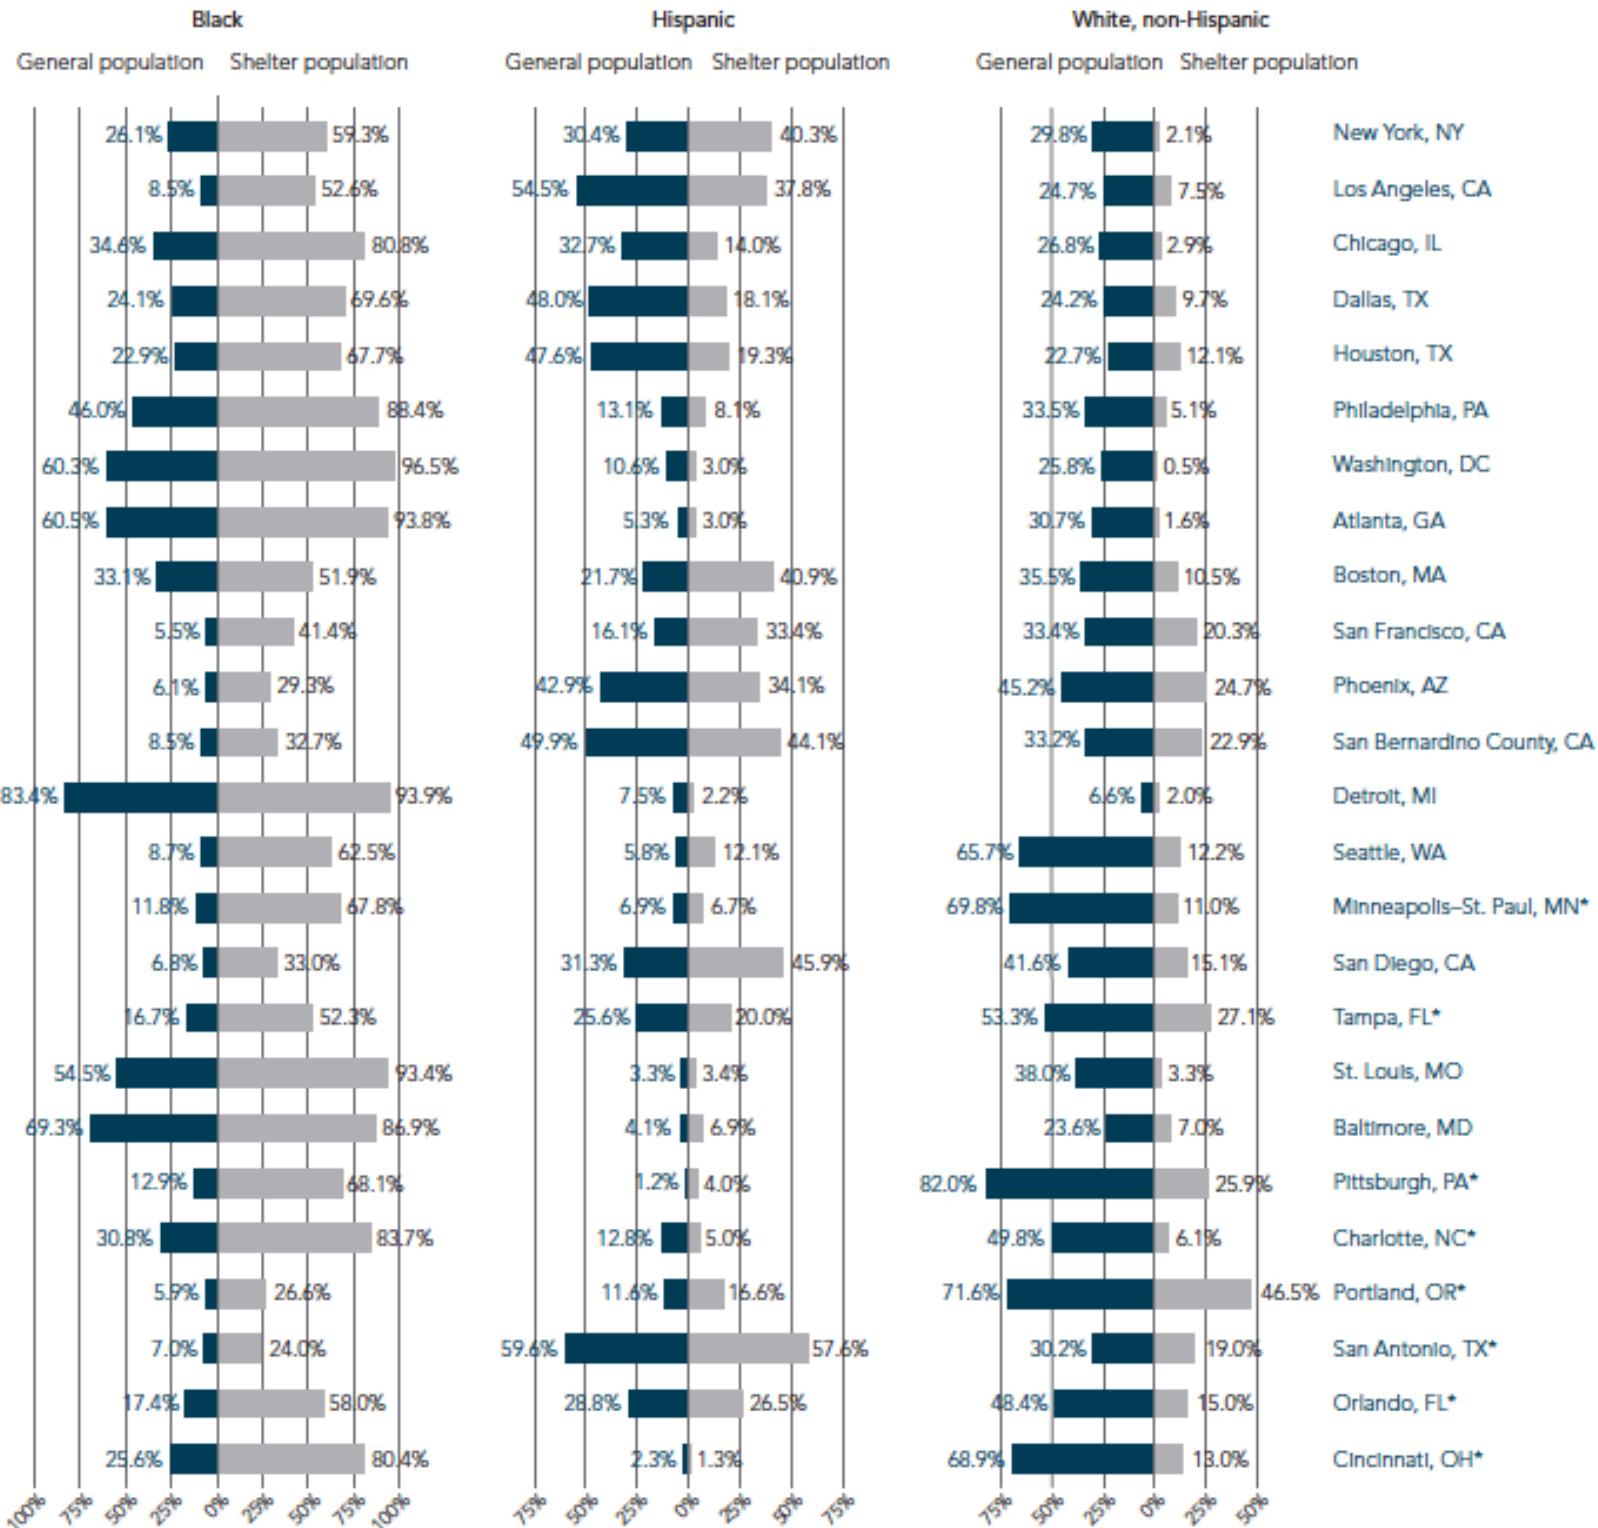 Black Hispanic White, non-Hispanic
General population Shelter population General population Shelter population General population Shelter population
26.1% 59.3% 30.4% 40.3% 29.8% 2.1% New York, NY
8.5% 52.6% 54.5% 37.8% 24.7% 7.5% Los Angeles, CA
34.6% 80.8% 32.7% 14.0% 26.8% 2.9% Chicago, IL
24.1% 69.6% 48.0% 18.1% 24.2% 9.7% Dallas, TX
22.9% 67.7% 47.6% 19.3% 22.7% 12.1% Houston, TX
46.0% 88.4% 13.1% 8.1% 33.5% 5.1% Philadelphia, PA
60.3% 96.5% 10.6% 3.0% 25.8% 0.5% Washington, DC
60.5% 93.8% 5.3% 3.0% 30.7% 1.6% Atlanta, GA
33.1% 51.9% 21.7% 40.9% 35.5% 10.5% Boston, MA
5.5% 41.4% 16.1% 33.4% 33.4% 20.3% San Francisco, CA
6.1% 29.3% 42.9% 34.1% 45.2% 24.7% Phoenix, AZ
8.5% 32.7% 49.9% 44.1% 33.2% 22.9% San Bernardino County, CA
83.4% 93.9% 7.5% 2.2% 6.6% 2.0% Detroit, MI
8.7% 62.5% 5.8% 12.1% 65.7% 12.2% Seattle, WA
11.8% 67.8% 6.9% 6.7% 69.8% 11.0% Minneapolis–St. Paul, MN*
6.8% 33.0% 31.3% 45.9% 41.6% 15.1% San Diego, CA
16.7% 52.3% 25.6% 20.0% 53.3% 27.1% Tampa, FL*
54.5% 93.4% 3.3% 3.4% 38.0% 3.3% St. Louis, MO
69.3% 86.9% 4.1% 6.9% 23.6% 7.0% Baltimore, MD
12.9% 68.1% 1.2% 4.0% 82.0% 25.9% Pittsburgh, PA*
30.8% 83.7% 12.8% 5.0% 49.8% 6.1% Charlotte, NC*
5.9% 26.6% 11.6% 16.6% 71.6% 46.5% Portland, OR*
7.0% 24.0% 59.6% 57.6% 30.2% 19.0% San Antonio, TX*
17.4% 58.0% 28.8% 26.5% 48.4% 15.0% Orlando, FL*
25.6% 80.4% 2.3% 1.3% 68.9% 13.0% Cincinnati, OH*
100% 75% 50% 25% 0% 25% 50% 75% 100% 75% 50% 25% 0% 25% 50% 75% 75% 50% 25% 0% 25% 50%